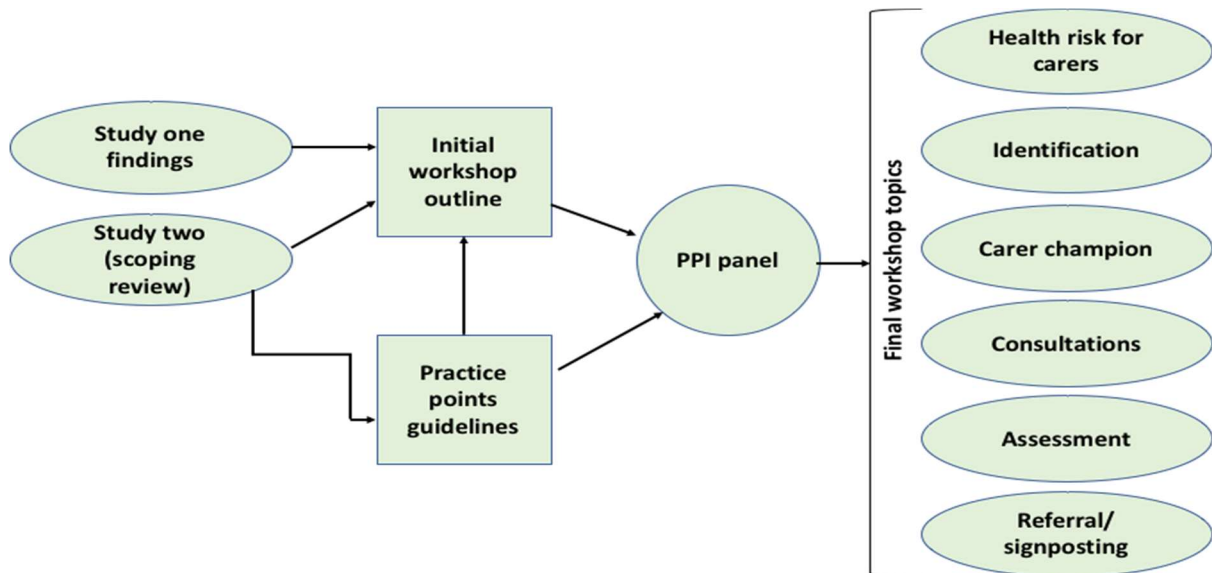 Study one
findings
Study two
(scoping
review)
Initial
workshop
outline
Practice
points
guidelines
PPI panel
Final workshop topics
Health risk for
carers
Identification
Carer champion
Consultations
Assessment
Referral/
signposting